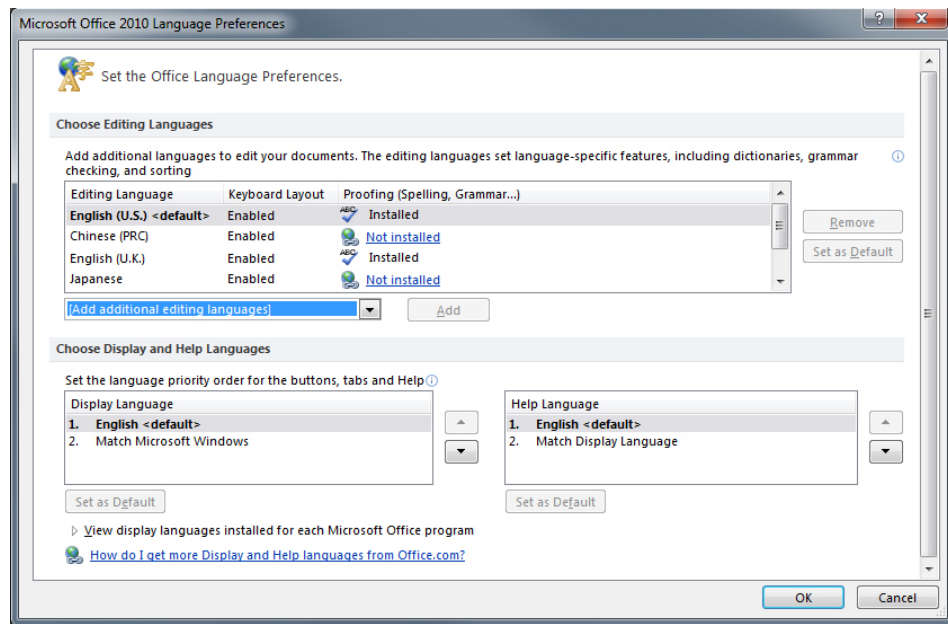 Microsoft Office 2010 Language Preferences
Set the Office Language Preferences.
Choose Editing Languages
Add additional languages to edit your documents. The editing languages set language-specific features, including dictionaries, grammar
checking, and sorting
Editing Language Keyboard Layout Proofing (Spelling, Grammar...)
English (U.S.) <default> Enabled Installed
Chinese (PRC) Enabled Not installed
English (U.K.) Enabled Installed
Japanese Enabled Not installed
Remove
Set as Default
[Add additional editing languages] Add
Choose Display and Help Languages
Set the language priority order for the buttons, tabs and Help
Display Language
1. English <default>
2. Match Microsoft Windows
Set as Default
Help Language
1. English <default>
2. Match Display Language
Set as Default
View display languages installed for each Microsoft Office program
How do I get more Display and Help languages from Office.com?
OK Cancel